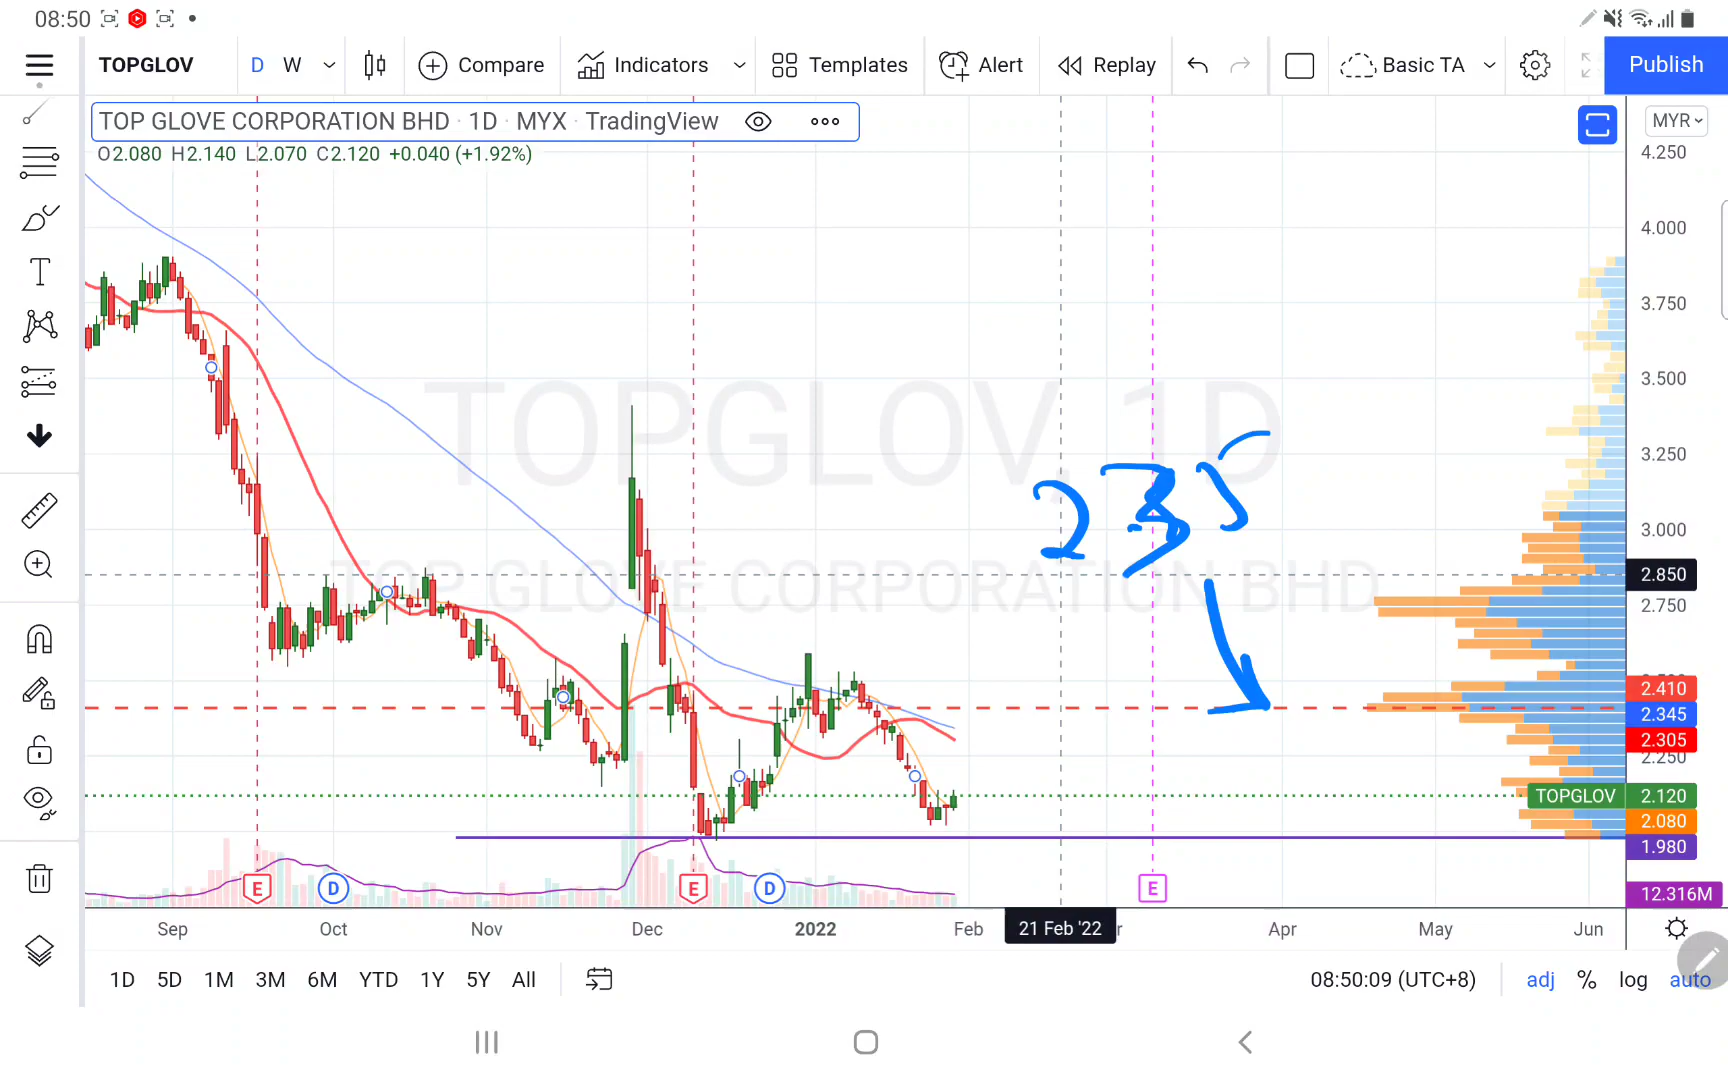 08:50
TOPGLOV D W Compare Indicators Templates Alert Replay Basic TA Publish
TOP GLOVE CORPORATION BHD · 1D · MYX · TradingView
MYR
O2.080 H2.140 L2.070 C2.120 +0.040 (+1.92%)
4.250
4.000
3.750
3.500
TOPGLOV, 1D
3.250
235
3.000
TOP GLOVE CORPORATION BHD
2.850
2.750
2.410
2.345
2.305
2.250
TOPGLOV 2.120
2.080
1.980
E D E D E
12.316M
Sep Oct Nov Dec 2022 Feb 21 Feb '22 Apr May Jun
1D 5D 1M 3M 6M YTD 1Y 5Y All
08:50:09 (UTC+8) adj % log auto